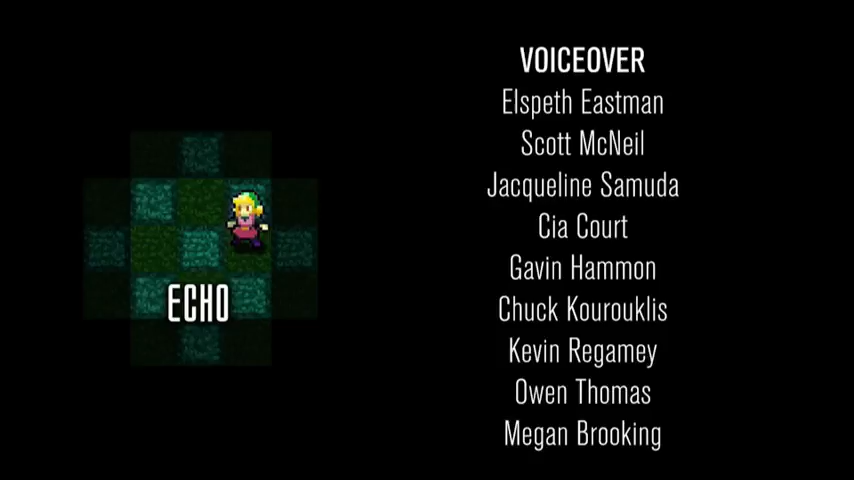 ECHO
VOICEOVER
Elspeth Eastman
Scott McNeil
Jacqueline Samuda
Cia Court
Gavin Hammon
Chuck Kourouklis
Kevin Regamey
Owen Thomas
Megan Brooking